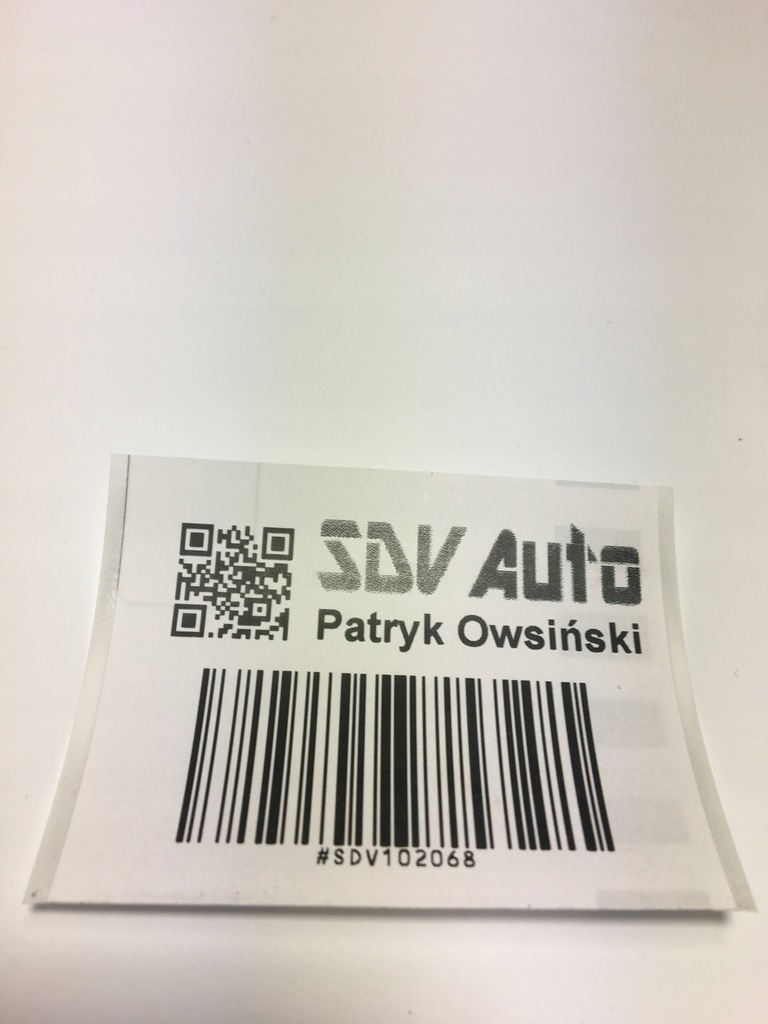 SDV Auto
Patryk Owsiński
#SDV102068